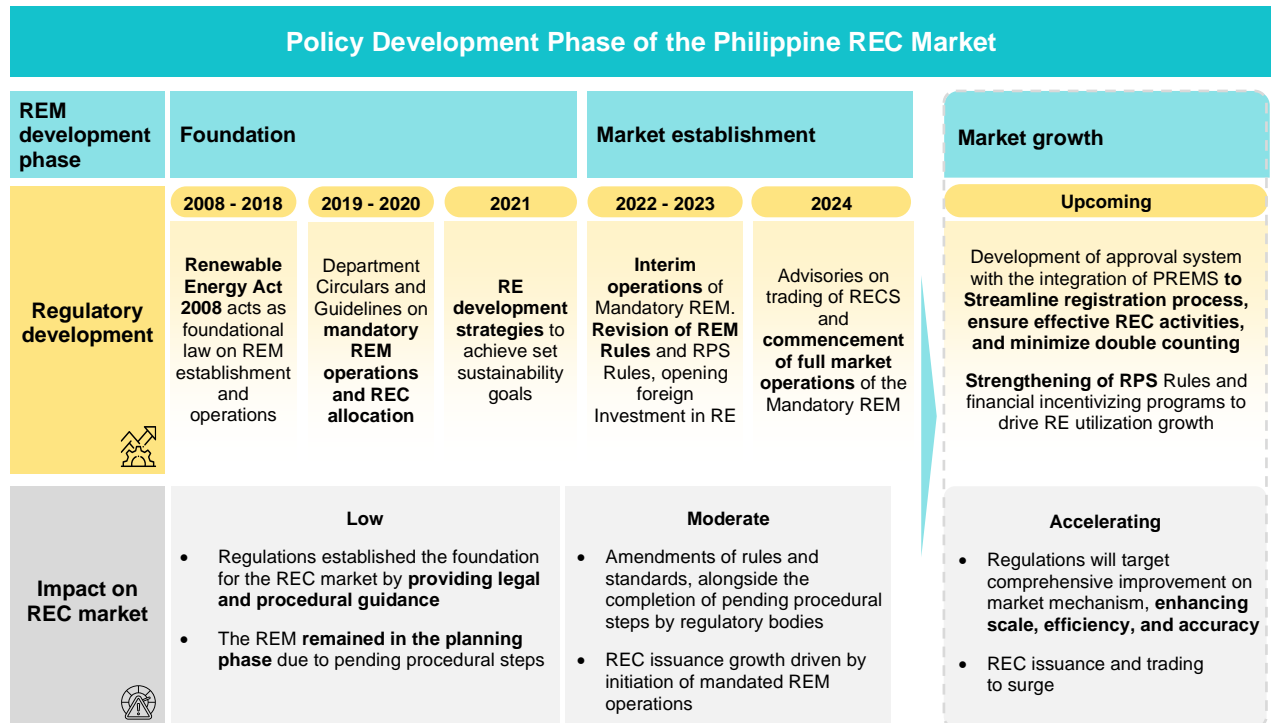 Policy Development Phase of the Philippine REC Market
REM
development
phase
Foundation
Market establishment
Market growth
Regulatory
development
2008 - 2018
Renewable
Energy Act
2008 acts as
foundational
law on REM
establishment
and
operations
2019 - 2020
Department
Circulars and
Guidelines on
mandatory
REM
operations
and REC
allocation
2021
RE
development
strategies to
achieve set
sustainability
goals
2022 - 2023
Interim
operations of
Mandatory REM.
Revision of REM
Rules and RPS
Rules, opening
foreign
Investment in RE
2024
Advisories on
trading of RECS
and
commencement
of full market
operations of the
Mandatory REM
Upcoming
Development of approval system
with the integration of PREMS to
Streamline registration process,
ensure effective REC activities,
and minimize double counting
Strengthening of RPS Rules and
financial incentivizing programs to
drive RE utilization growth
Impact on
REC market
Low
• Regulations established the foundation
for the REC market by providing legal
and procedural guidance
• The REM remained in the planning
phase due to pending procedural steps
Moderate
• Amendments of rules and
standards, alongside the
completion of pending procedural
steps by regulatory bodies
• REC issuance growth driven by
initiation of mandated REM
operations
Accelerating
• Regulations will target
comprehensive improvement on
market mechanism, enhancing
scale, efficiency, and accuracy
• REC issuance and trading
to surge